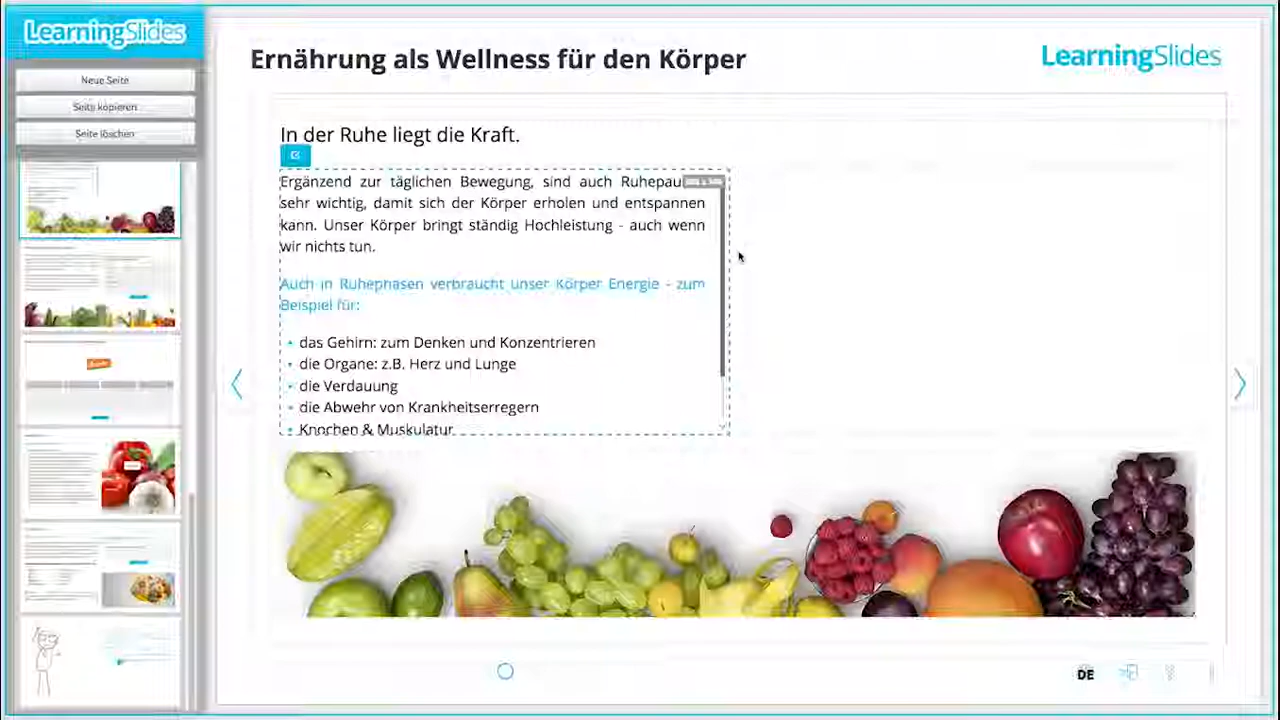 LearningSlides
Neue Seite
Seite kopieren
Seite löschen
Ernährung als Wellness für den Körper
LearningSlides
In der Ruhe liegt die Kraft.
Ergänzend zur täglichen Bewegung, sind auch Ruhepau
sehr wichtig, damit sich der Körper erholen und entspannen
kann. Unser Körper bringt ständig Hochleistung - auch wenn
wir nichts tun.
Auch in Ruhephasen verbraucht unser Körper Energie - zum
Beispiel für:
• das Gehirn: zum Denken und Konzentrieren
• die Organe: z.B. Herz und Lunge
• die Verdauung
• die Abwehr von Krankheitserregern
• Knochen & Muskulatur
DE